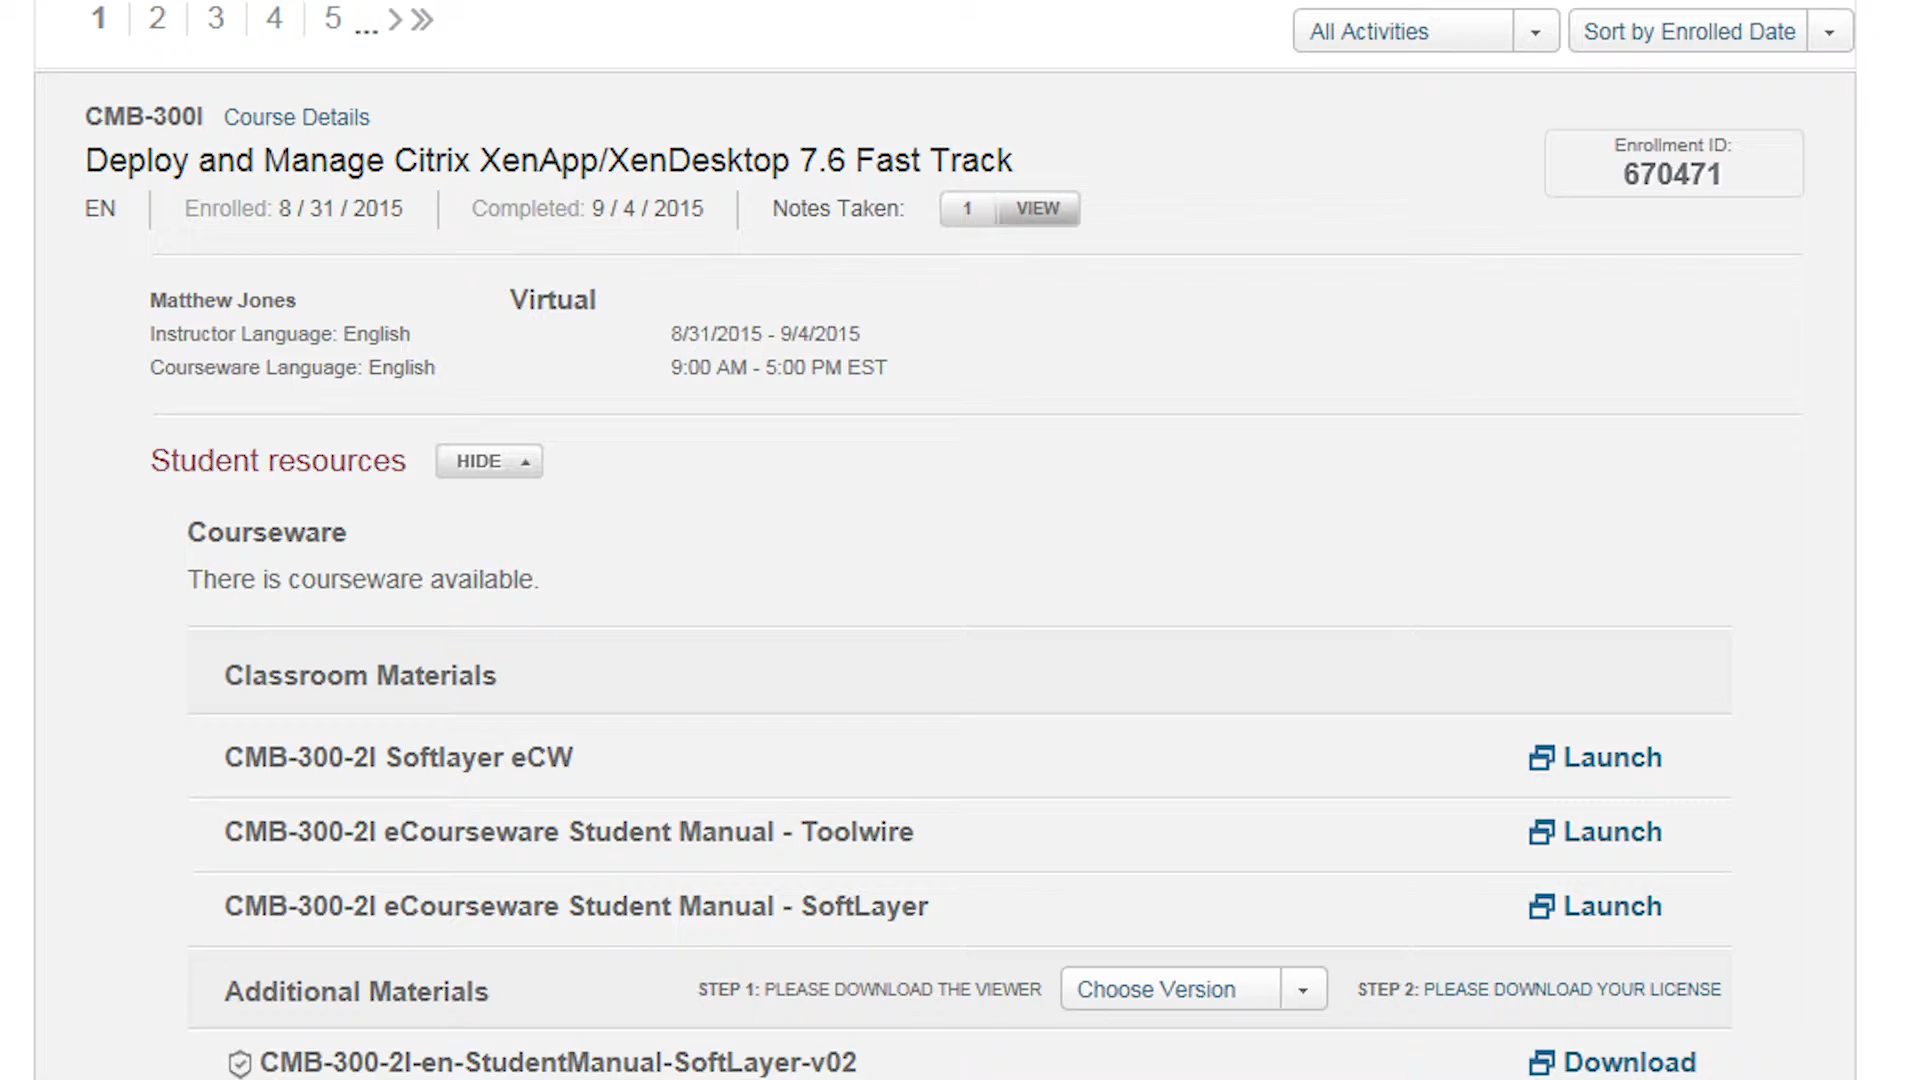 1 2 3 4 5 ...
All Activities
Sort by Enrolled Date
CMB-300I Course Details
Deploy and Manage Citrix XenApp/XenDesktop 7.6 Fast Track
Enrollment ID:
670471
EN Enrolled: 8 / 31 / 2015 Completed: 9 / 4 / 2015 Notes Taken: 1 VIEW
Matthew Jones Virtual
Instructor Language: English 8/31/2015 - 9/4/2015
Courseware Language: English 9:00 AM - 5:00 PM EST
Student resources HIDE
Courseware
There is courseware available.
Classroom Materials
CMB-300-2I Softlayer eCW Launch
CMB-300-2I eCourseware Student Manual - Toolwire Launch
CMB-300-2I eCourseware Student Manual - SoftLayer Launch
Additional Materials STEP 1: PLEASE DOWNLOAD THE VIEWER Choose Version STEP 2: PLEASE DOWNLOAD YOUR LICENSE
CMB-300-2I-en-StudentManual-SoftLayer-v02 Download